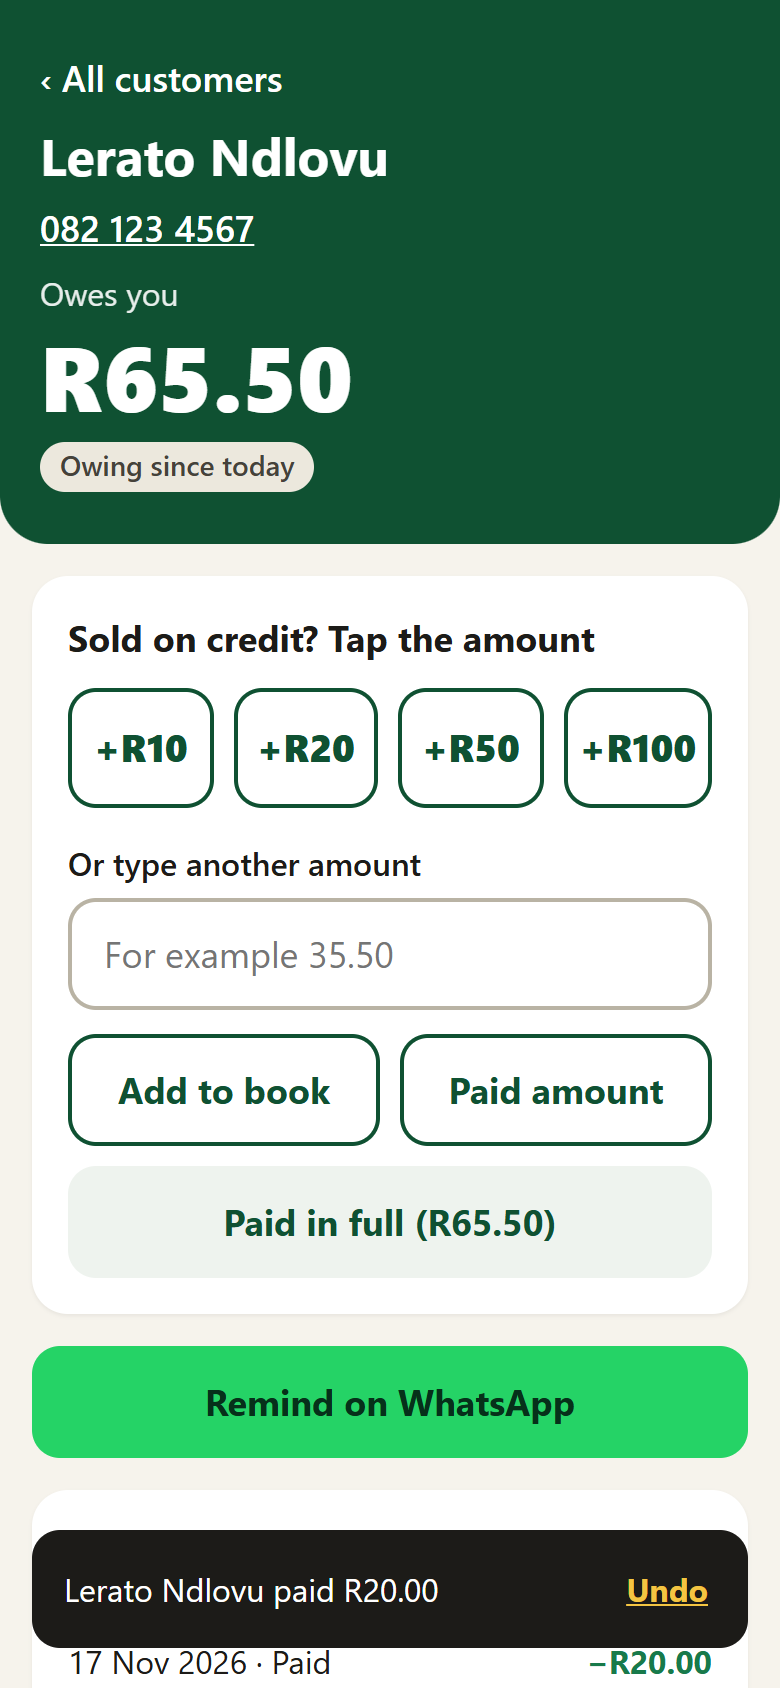 ‹ All customers
Lerato Ndlovu
082 123 4567
Owes you
R65.50
Owing since today
Sold on credit? Tap the amount
+R10 +R20 +R50 +R100
Or type another amount
For example 35.50
Add to book Paid amount
Paid in full (R65.50)
Remind on WhatsApp
Lerato Ndlovu paid R20.00 Undo
17 Nov 2026 · Paid −R20.00